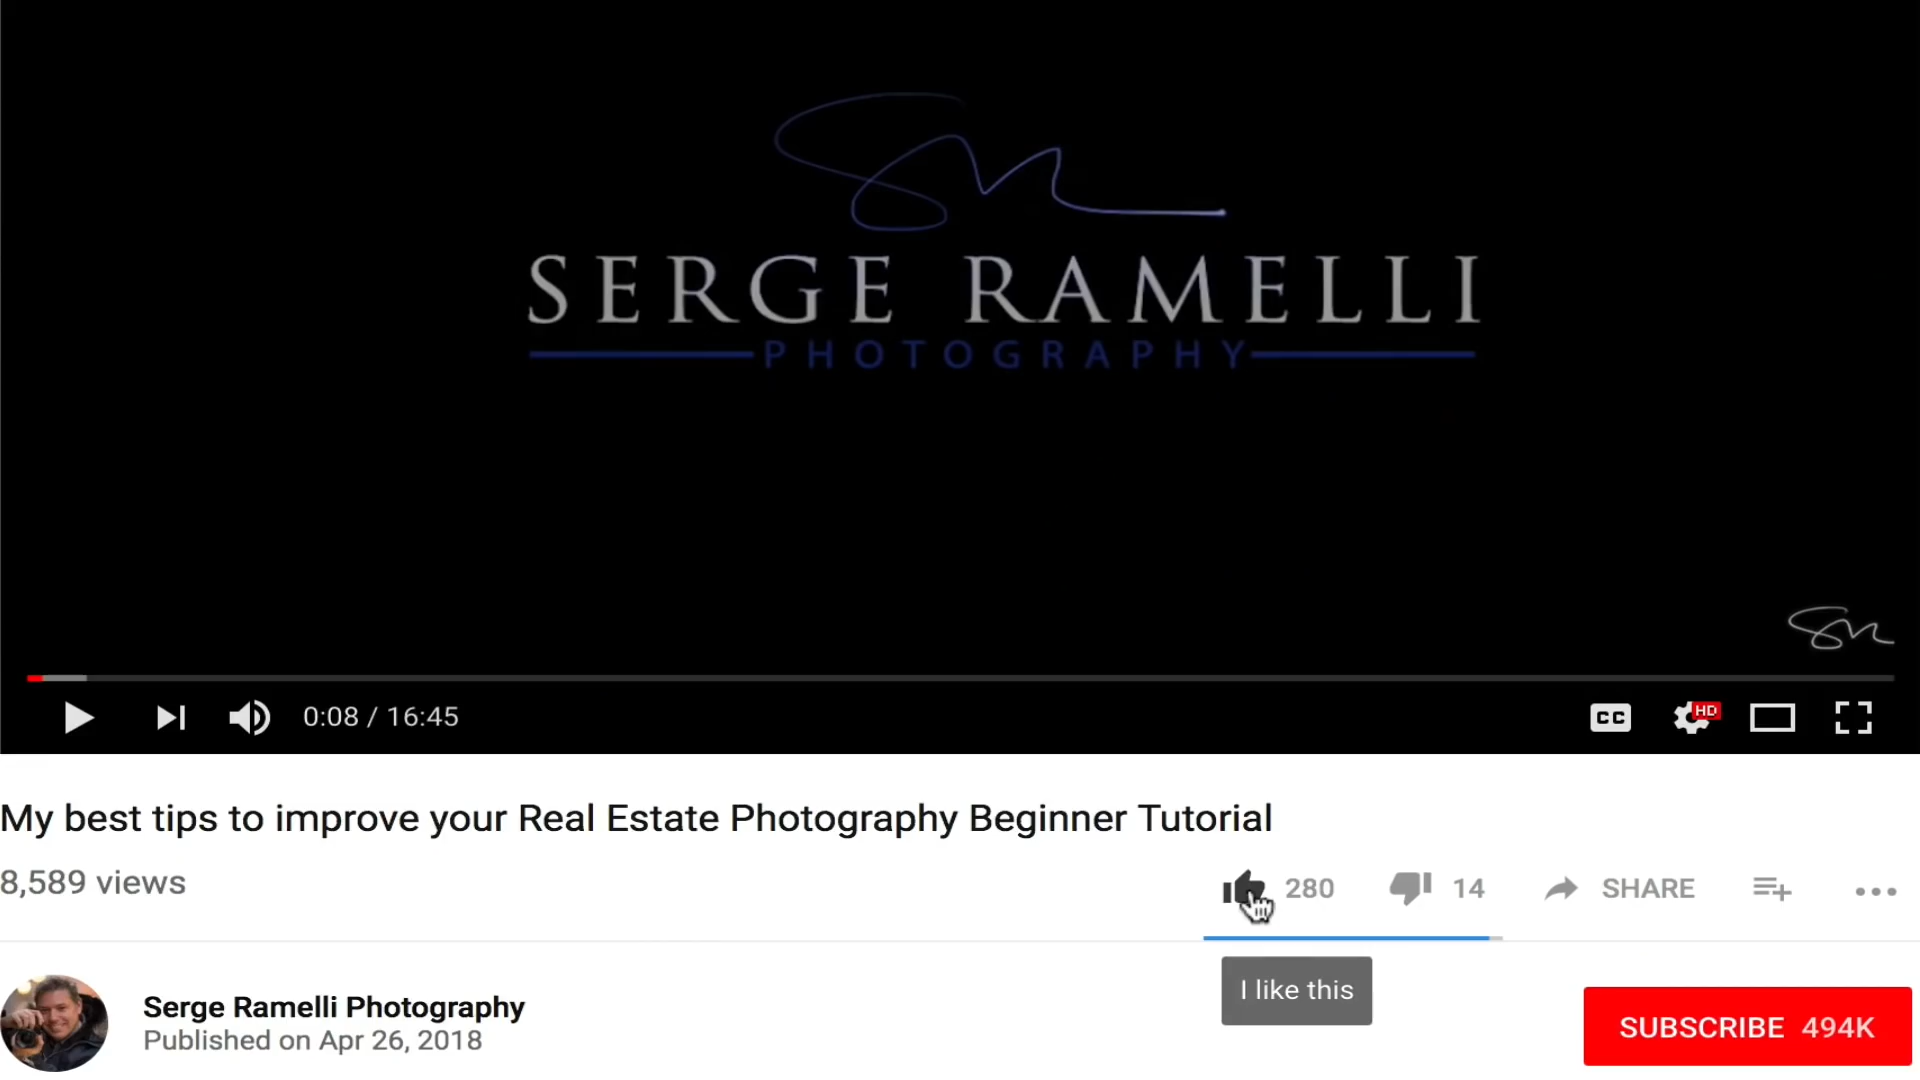 SERGE RAMELLI
PHOTOGRAPHY
0:08 / 16:45
CC
HD
My best tips to improve your Real Estate Photography Beginner Tutorial
8,589 views
280
14
SHARE
I like this
Serge Ramelli Photography
Published on Apr 26, 2018
SUBSCRIBE 494K